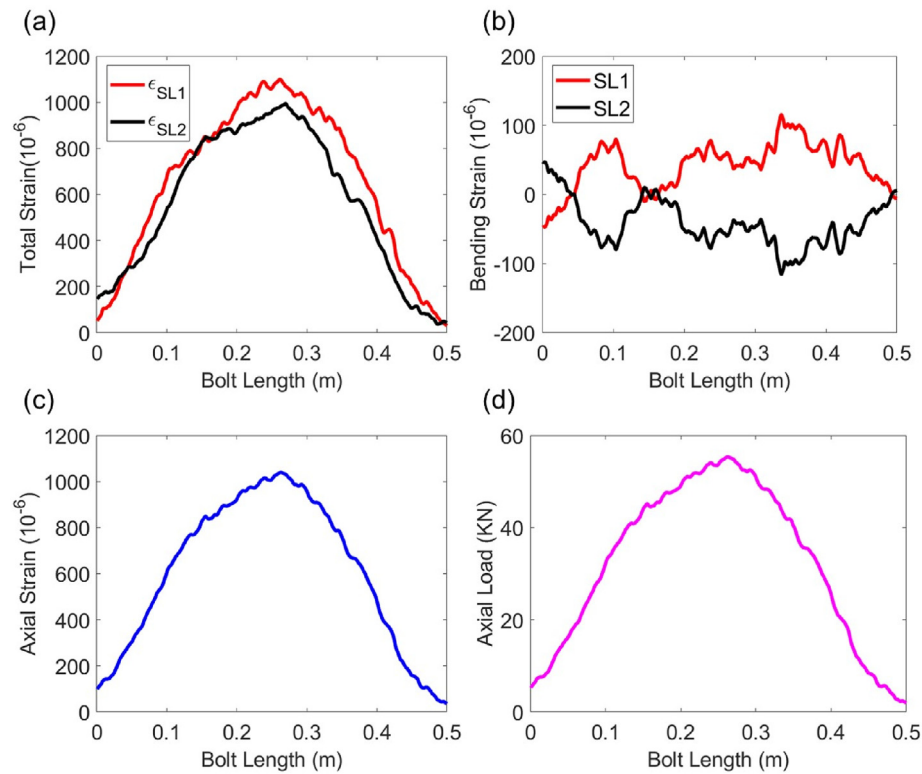 (a)
1200
1000
800
600
400
200
0
Total Strain(10⁻⁶)
ϵSL1
ϵSL2
0 0.1 0.2 0.3 0.4 0.5
Bolt Length (m)
(b)
200
100
0
-100
-200
Bending Strain (10⁻⁶)
SL1
SL2
0 0.1 0.2 0.3 0.4 0.5
Bolt Length (m)
(c)
1200
1000
800
600
400
200
0
Axial Strain (10⁻⁶)
0 0.1 0.2 0.3 0.4 0.5
Bolt Length (m)
(d)
60
40
20
0
Axial Load (KN)
0 0.1 0.2 0.3 0.4 0.5
Bolt Length (m)